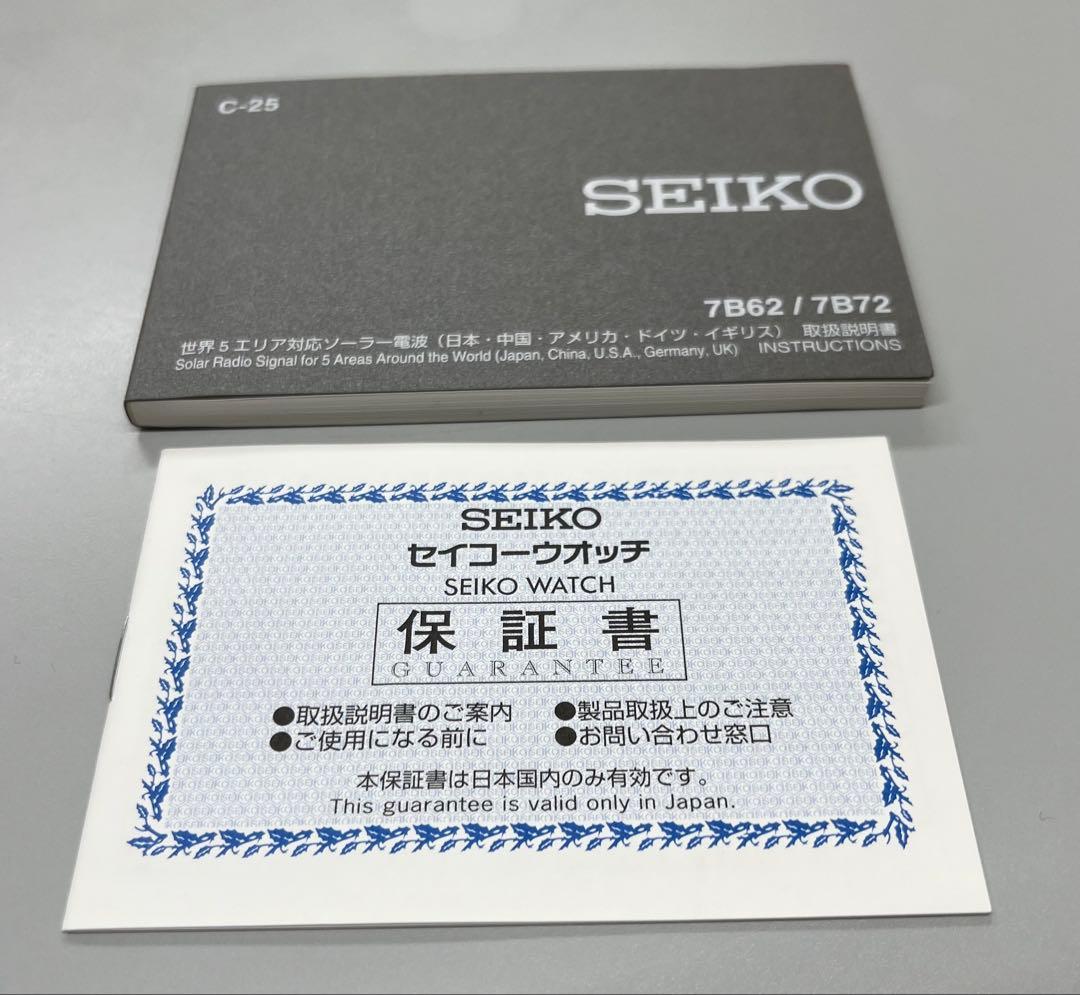 C-25
SEIKO
7B62 / 7B72
世界5エリア対応ソーラー電波（日本・中国・アメリカ・ドイツ・イギリス） 取扱説明書
Solar Radio Signal for 5 Areas Around the World (Japan, China, U.S.A., Germany, UK) INSTRUCTIONS
SEIKO
セイコーウオッチ
SEIKO WATCH
保証書
GUARANTEE
●取扱説明書のご案内 ●製品取扱上のご注意
●ご使用になる前に ●お問い合わせ窓口
本保証書は日本国内のみ有効です。
This guarantee is valid only in Japan.